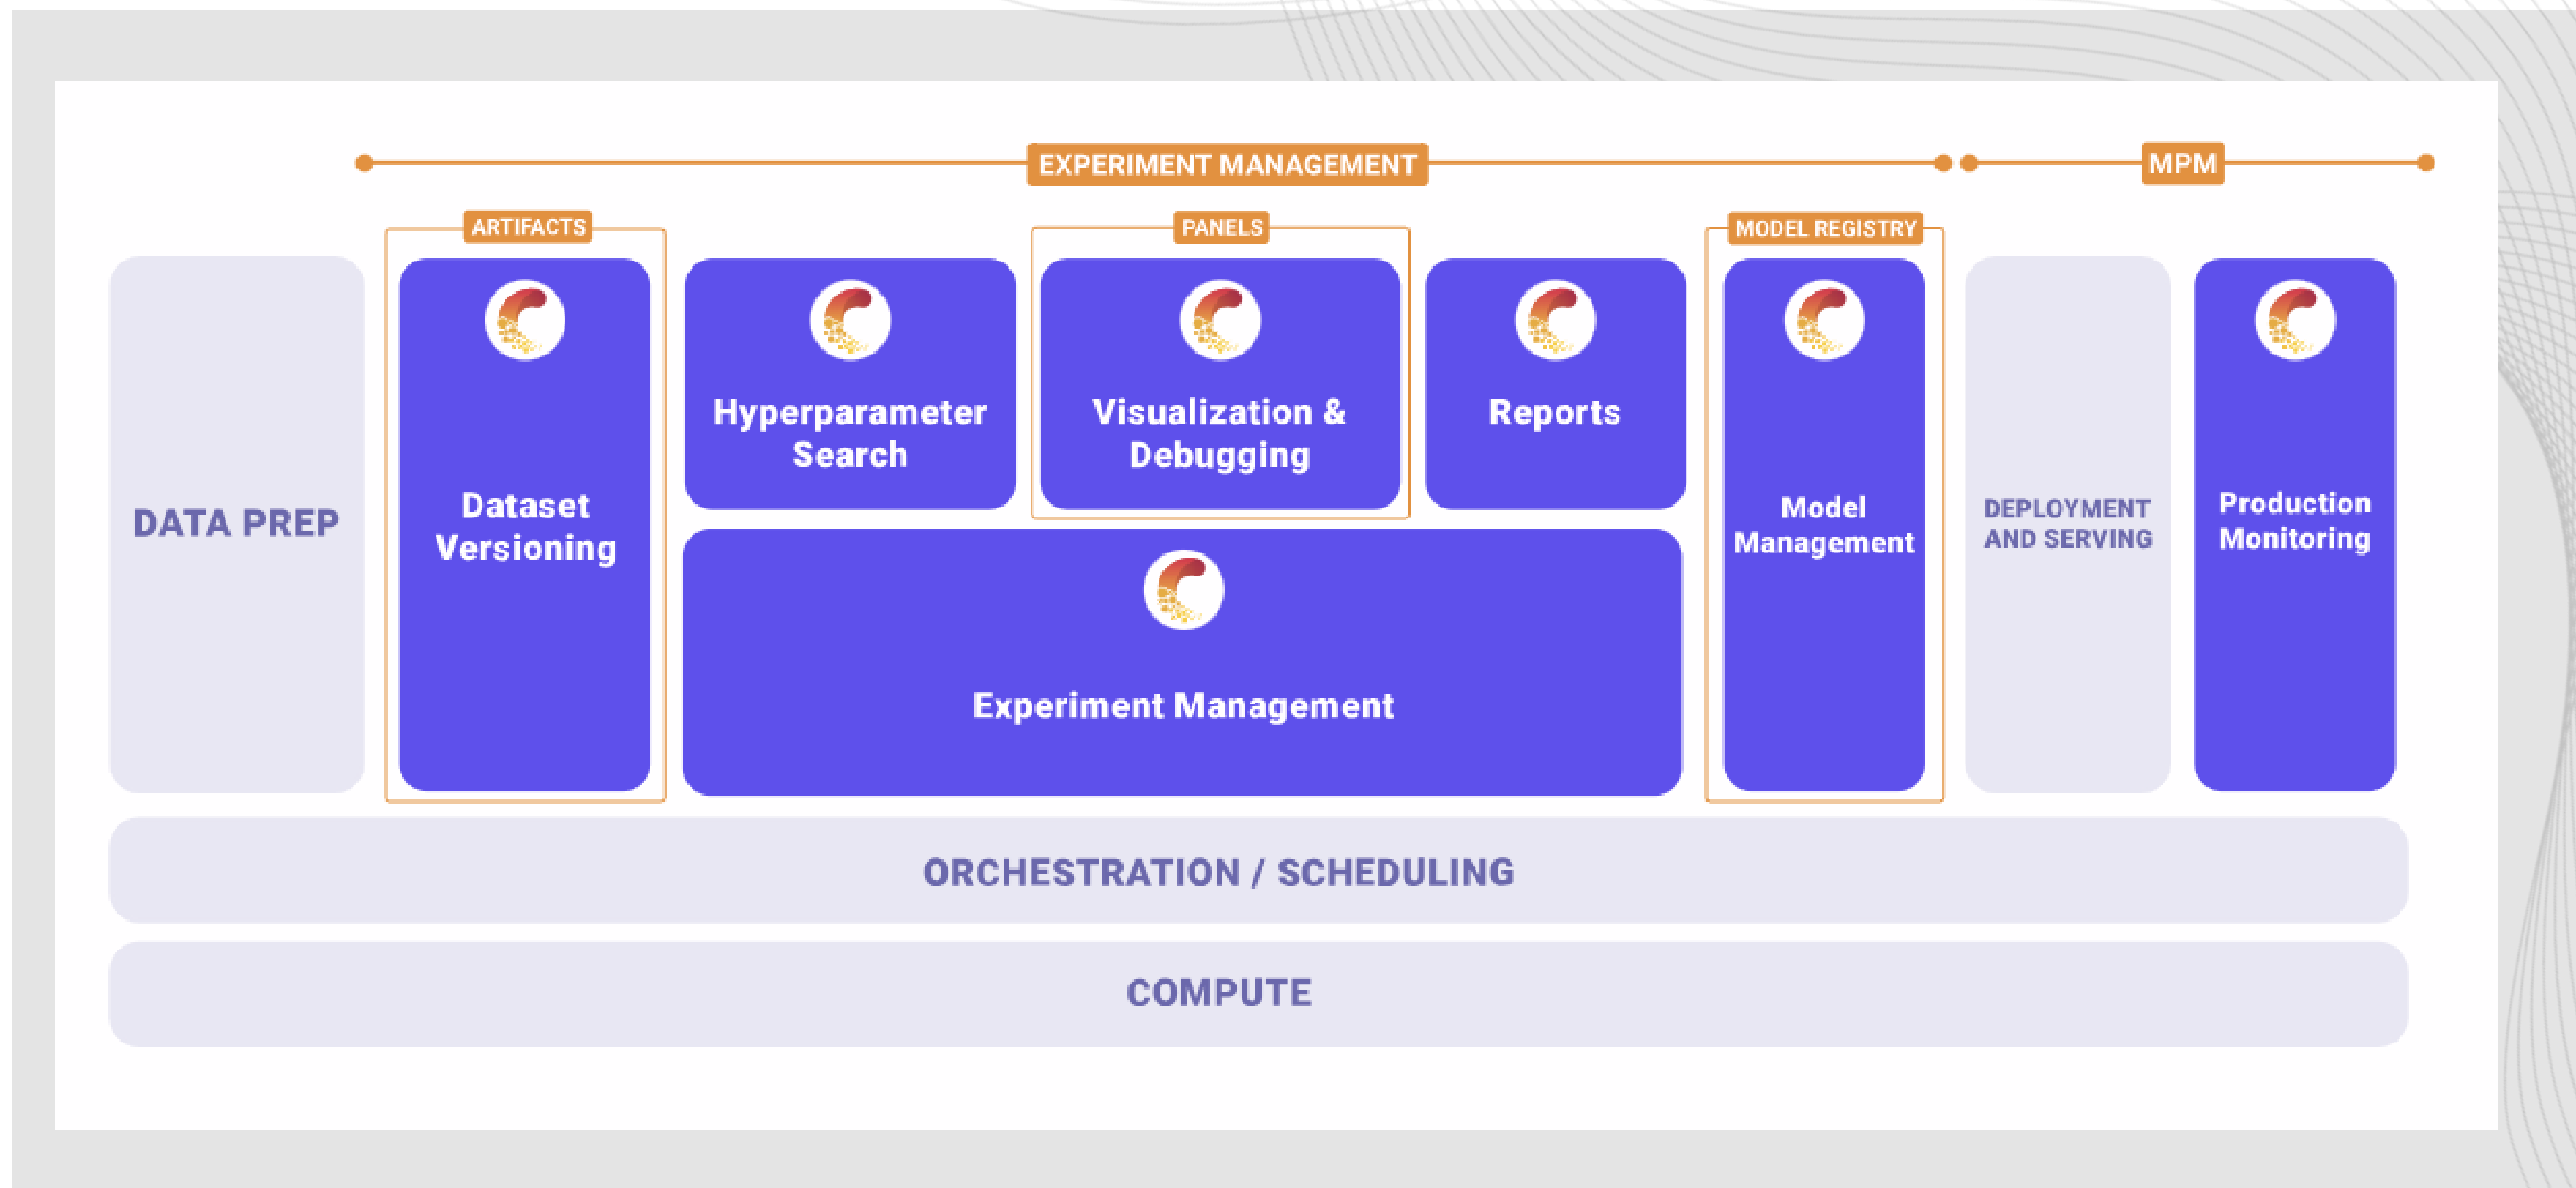 EXPERIMENT MANAGEMENT
MPM
ARTIFACTS
PANELS
MODEL REGISTRY
DATA PREP
Dataset
Versioning
Hyperparameter
Search
Visualization &
Debugging
Reports
Experiment Management
Model
Management
DEPLOYMENT
AND SERVING
Production
Monitoring
ORCHESTRATION / SCHEDULING
COMPUTE